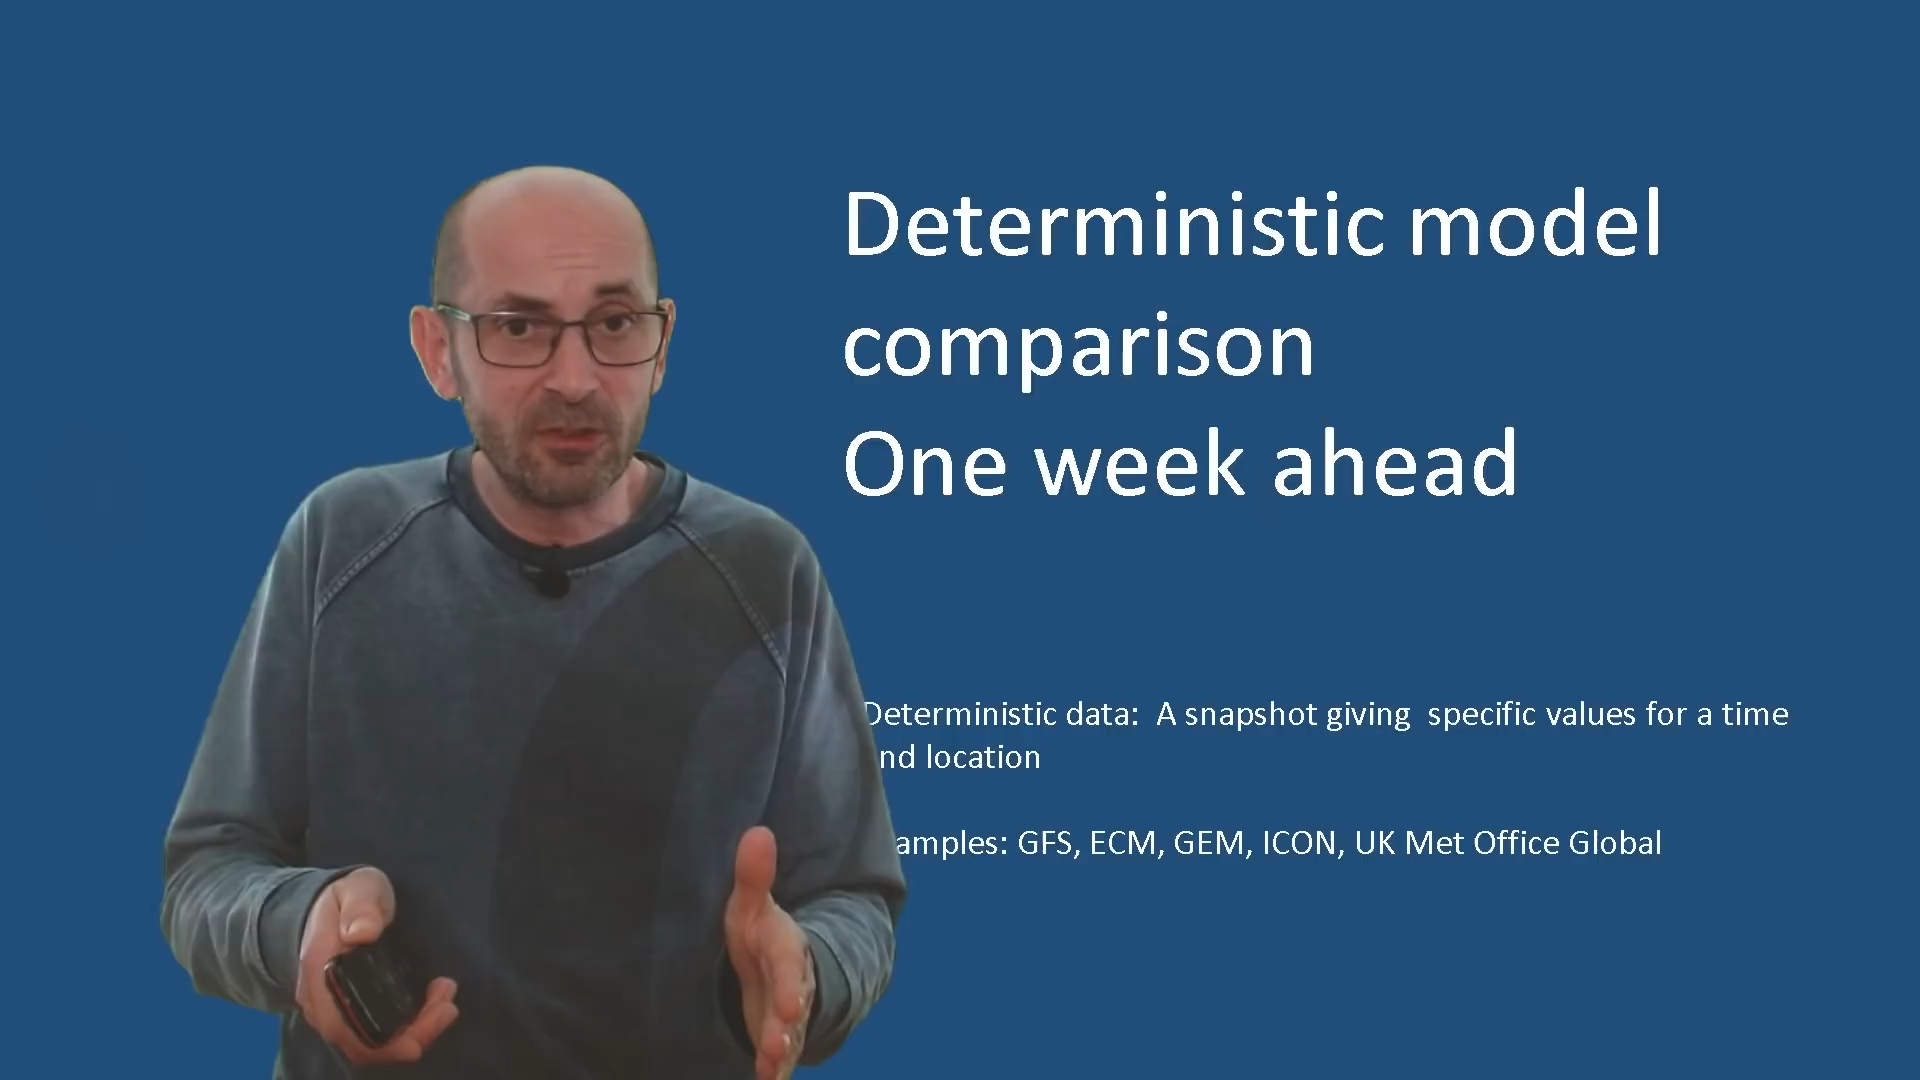 Deterministic model
comparison
One week ahead
Deterministic data: A snapshot giving specific values for a time
nd location
amples: GFS, ECM, GEM, ICON, UK Met Office Global